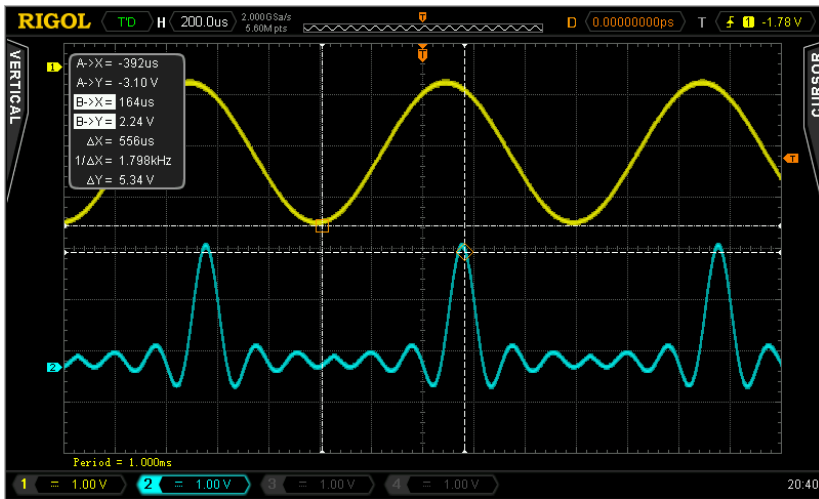 RIGOL T'D H 200.0us 2.000GSa/s 5.60M pts T D 0.00000000ps T 1 -1.78 V
VERTICAL
CURSOR
1
T
A->X= -392us
A->Y= -3.10 V
B->X= 164us
B->Y= 2.24 V
ΔX= 556us
1/ΔX= 1.798kHz
ΔY= 5.34 V
T
2
Period = 1.000ms
1 = 1.00 V 2 = 1.00 V 3 = 1.00 V 4 = 1.00 V 20:40